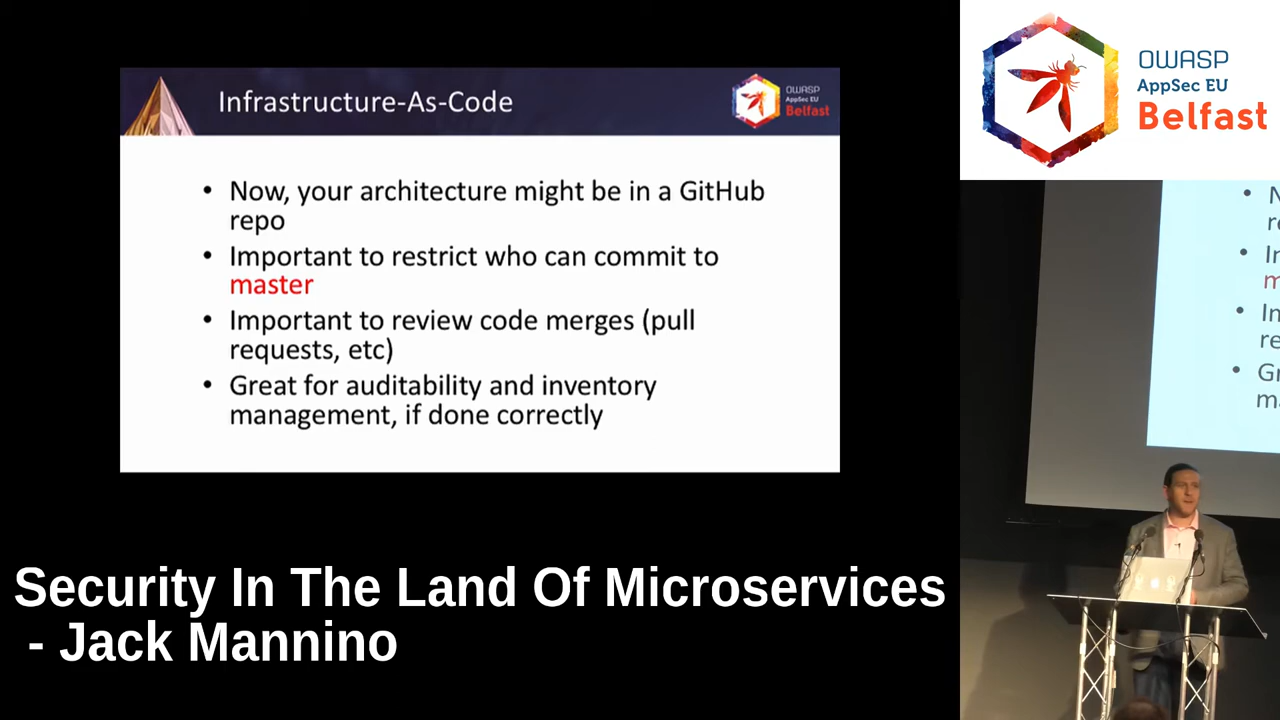 Infrastructure-As-Code
OWASP
AppSec EU
Belfast
• Now, your architecture might be in a GitHub
repo
• Important to restrict who can commit to
master
• Important to review code merges (pull
requests, etc)
• Great for auditability and inventory
management, if done correctly
Security In The Land Of Microservices
- Jack Mannino
OWASP
AppSec EU
Belfast